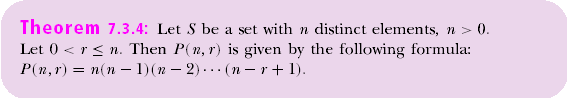 Theorem 7.3.4: Let S be a set with n distinct elements, n > 0.
Let 0 < r ≤ n. Then P(n, r) is given by the following formula:
P(n, r) = n(n − 1)(n − 2) ⋯ (n − r + 1).